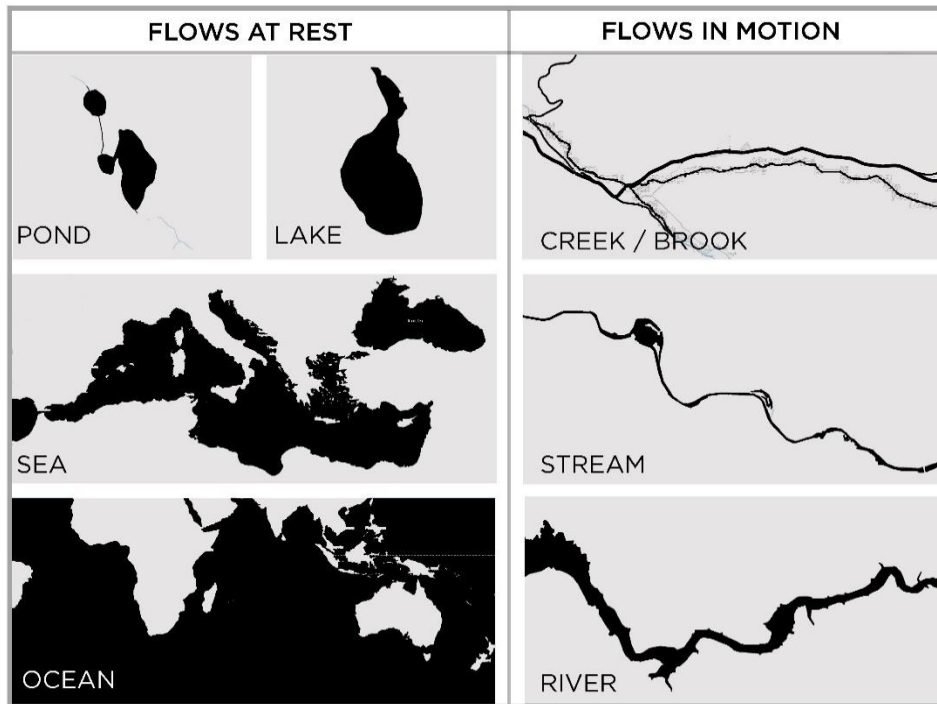 FLOWS AT REST
FLOWS IN MOTION
POND
LAKE
CREEK / BROOK
SEA
STREAM
OCEAN
RIVER